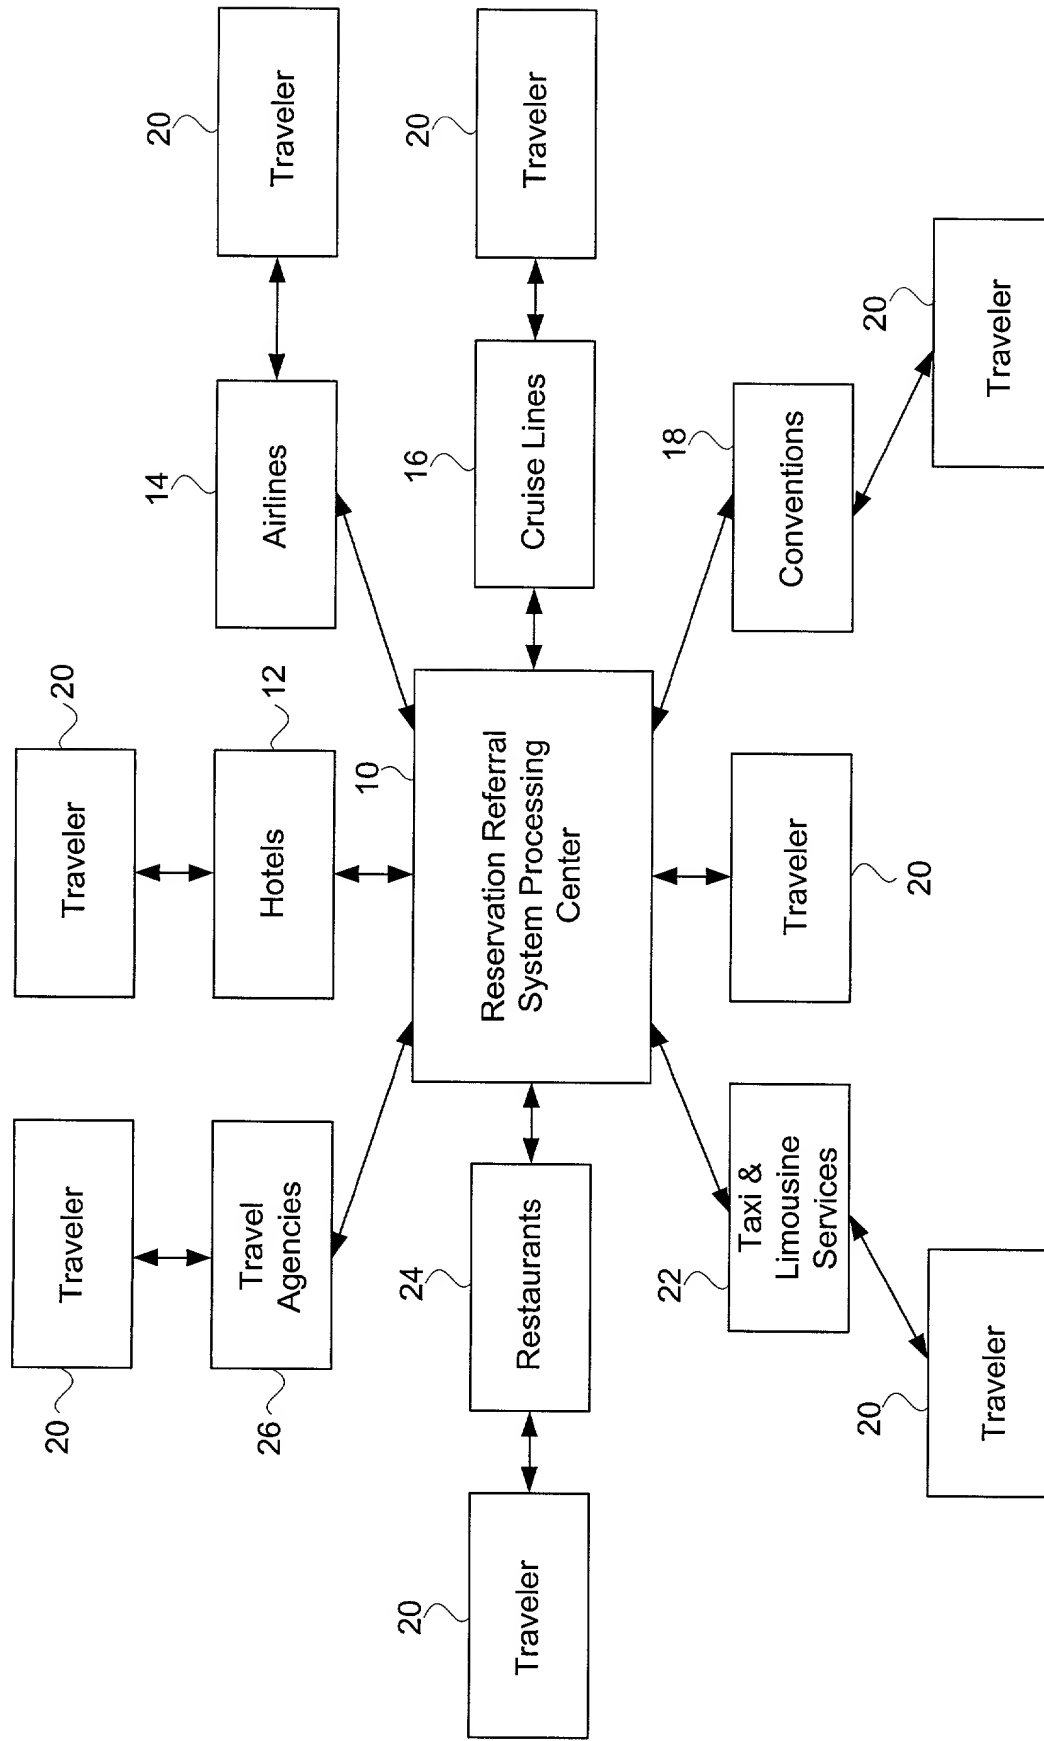 20
Traveler
Traveler
20
14
20
26
Travel
Agencies
Hotels
12
Airlines
Traveler
10
20
24
16
20
Traveler
Restaurants
Reservation Referral
System Processing
Center
Cruise Lines
Traveler
22
18
Taxi &
Limousine
Services
Traveler
Conventions
20
20
20
Traveler
Traveler